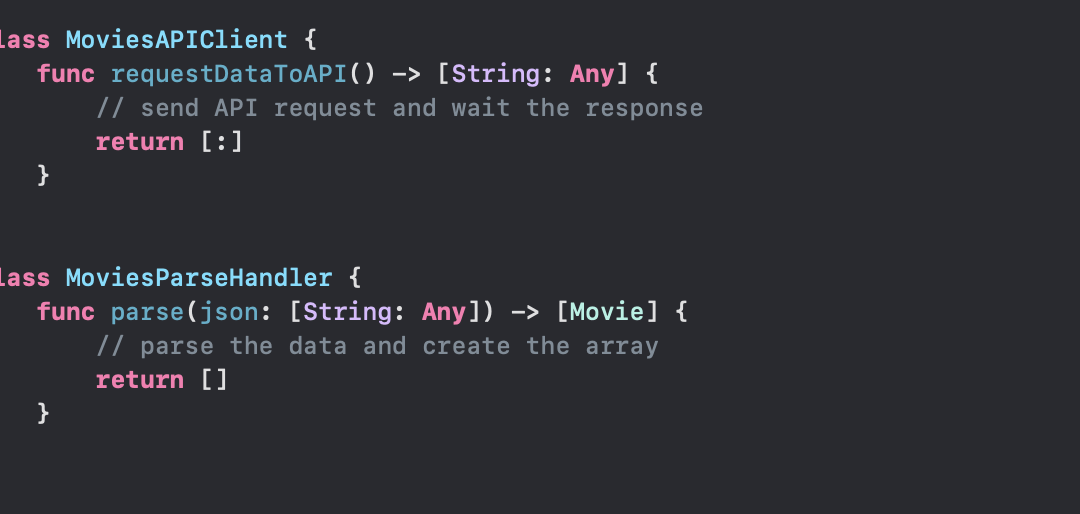 lass MoviesAPIClient {
func requestDataToAPI() -> [String: Any] {
// send API request and wait the response
return [:]
}
lass MoviesParseHandler {
func parse(json: [String: Any]) -> [Movie] {
// parse the data and create the array
return []
}